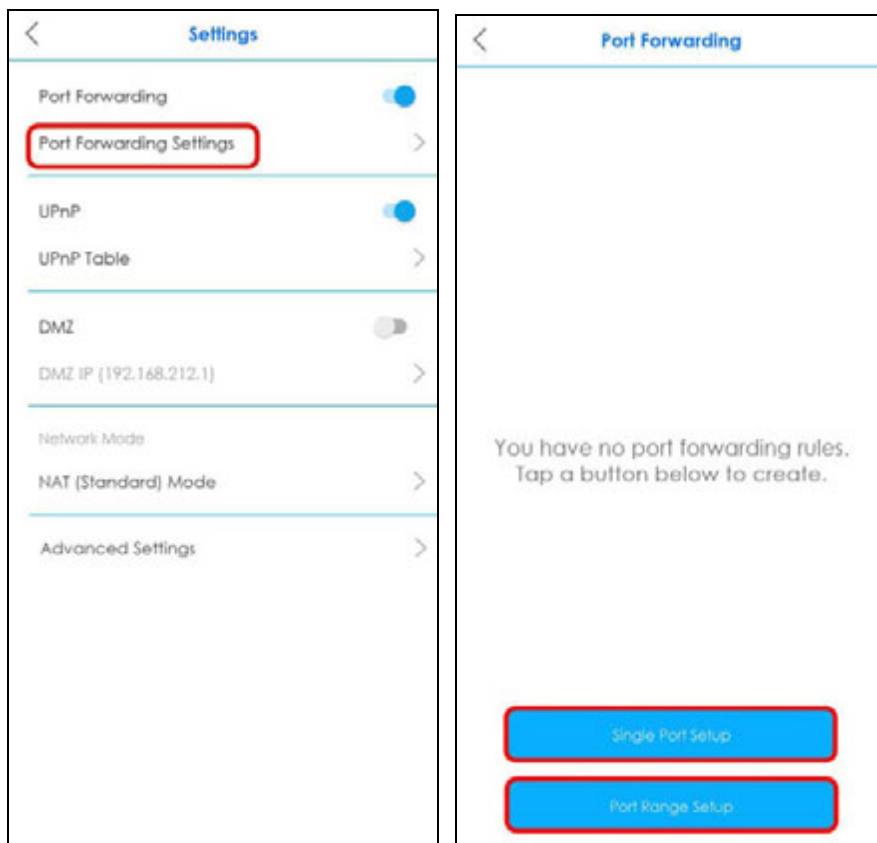 Settings
Port Forwarding
Port Forwarding Settings
UPnP
UPnP Table
DMZ
DMZ IP (192.168.212.1)
Network Mode
NAT (Standard) Mode
Advanced Settings
Port Forwarding
You have no port forwarding rules.
Tap a button below to create.
Single Port Setup
Port Range Setup